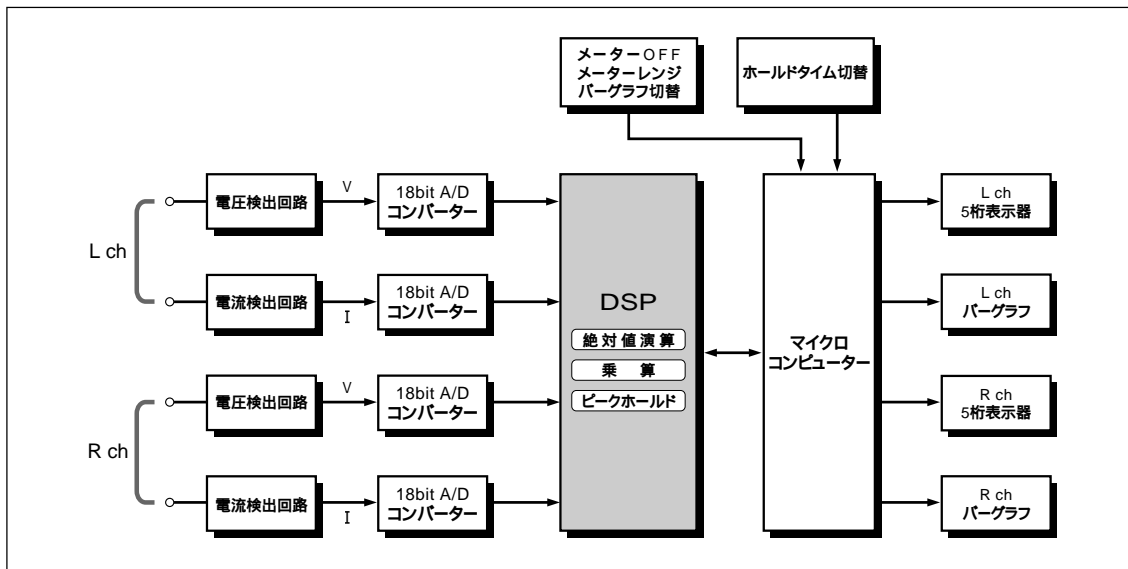 メーターOFF
メーターレンジ
バーグラフ切替
ホールドタイム切替
L ch
電圧検出回路
V
18bit A/D
コンバーター
電流検出回路
I
18bit A/D
コンバーター
R ch
電圧検出回路
V
18bit A/D
コンバーター
電流検出回路
I
18bit A/D
コンバーター
DSP
絶対値演算
乗 算
ピークホールド
マイクロ
コンピューター
L ch
5桁表示器
L ch
バーグラフ
R ch
5桁表示器
R ch
バーグラフ